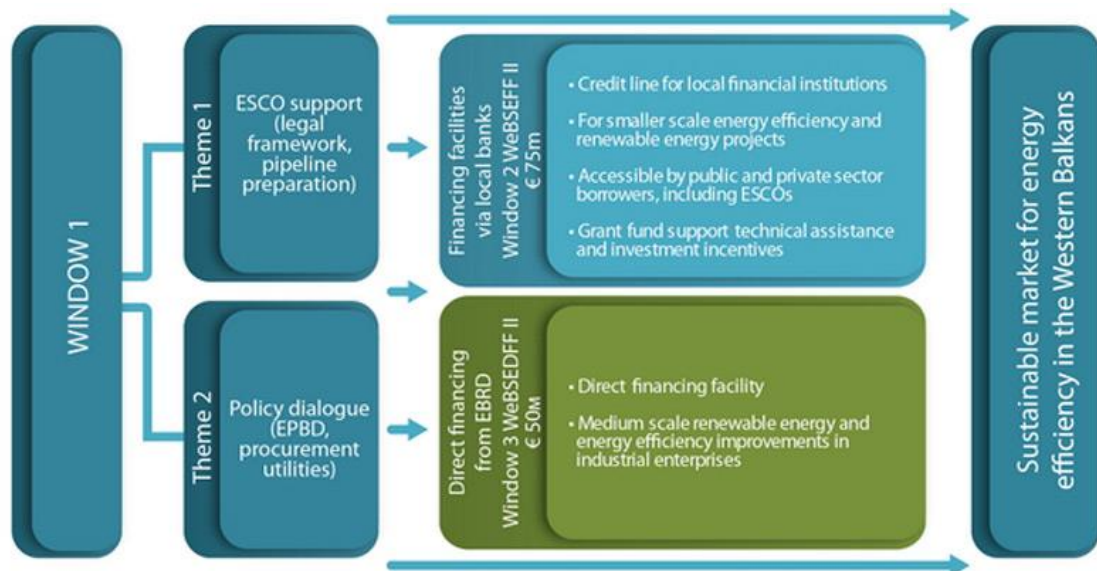 WINDOW 1
Theme 1
ESCO support
(legal
framework,
pipeline
preparation)
Theme 2
Policy dialogue
(EPBD,
procurement
utilities)
Financing facilities
via local banks
Window 2 WeBSEFF II
€ 75m
• Credit line for local financial institutions
• For smaller scale energy efficiency and
renewable energy projects
• Accessible by public and private sector
borrowers, including ESCOs
• Grant fund support technical assistance
and investment incentives
Direct financing
from EBRD
Window 3 WeBSEDFF II
€ 50M
• Direct financing facility
• Medium scale renewable energy and
energy efficiency improvements in
industrial enterprises
Sustainable market for energy
efficiency in the Western Balkans